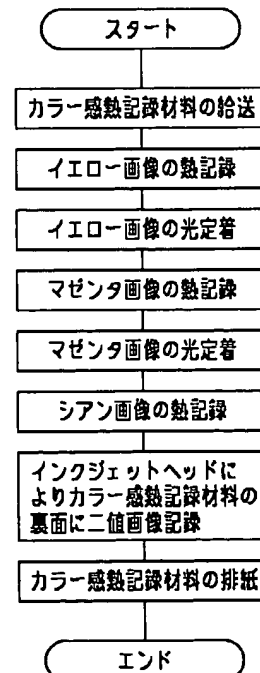 スタート
カラー感熱記録材料の給送
イエロー画像の熱記録
イエロー画像の光定着
マゼンタ画像の熱記録
マゼンタ画像の光定着
シアン画像の熱記録
インクジェットヘッドに
よりカラー感熱記録材料の
裏面に二値画像記録
カラー感熱記録材料の排紙
エンド